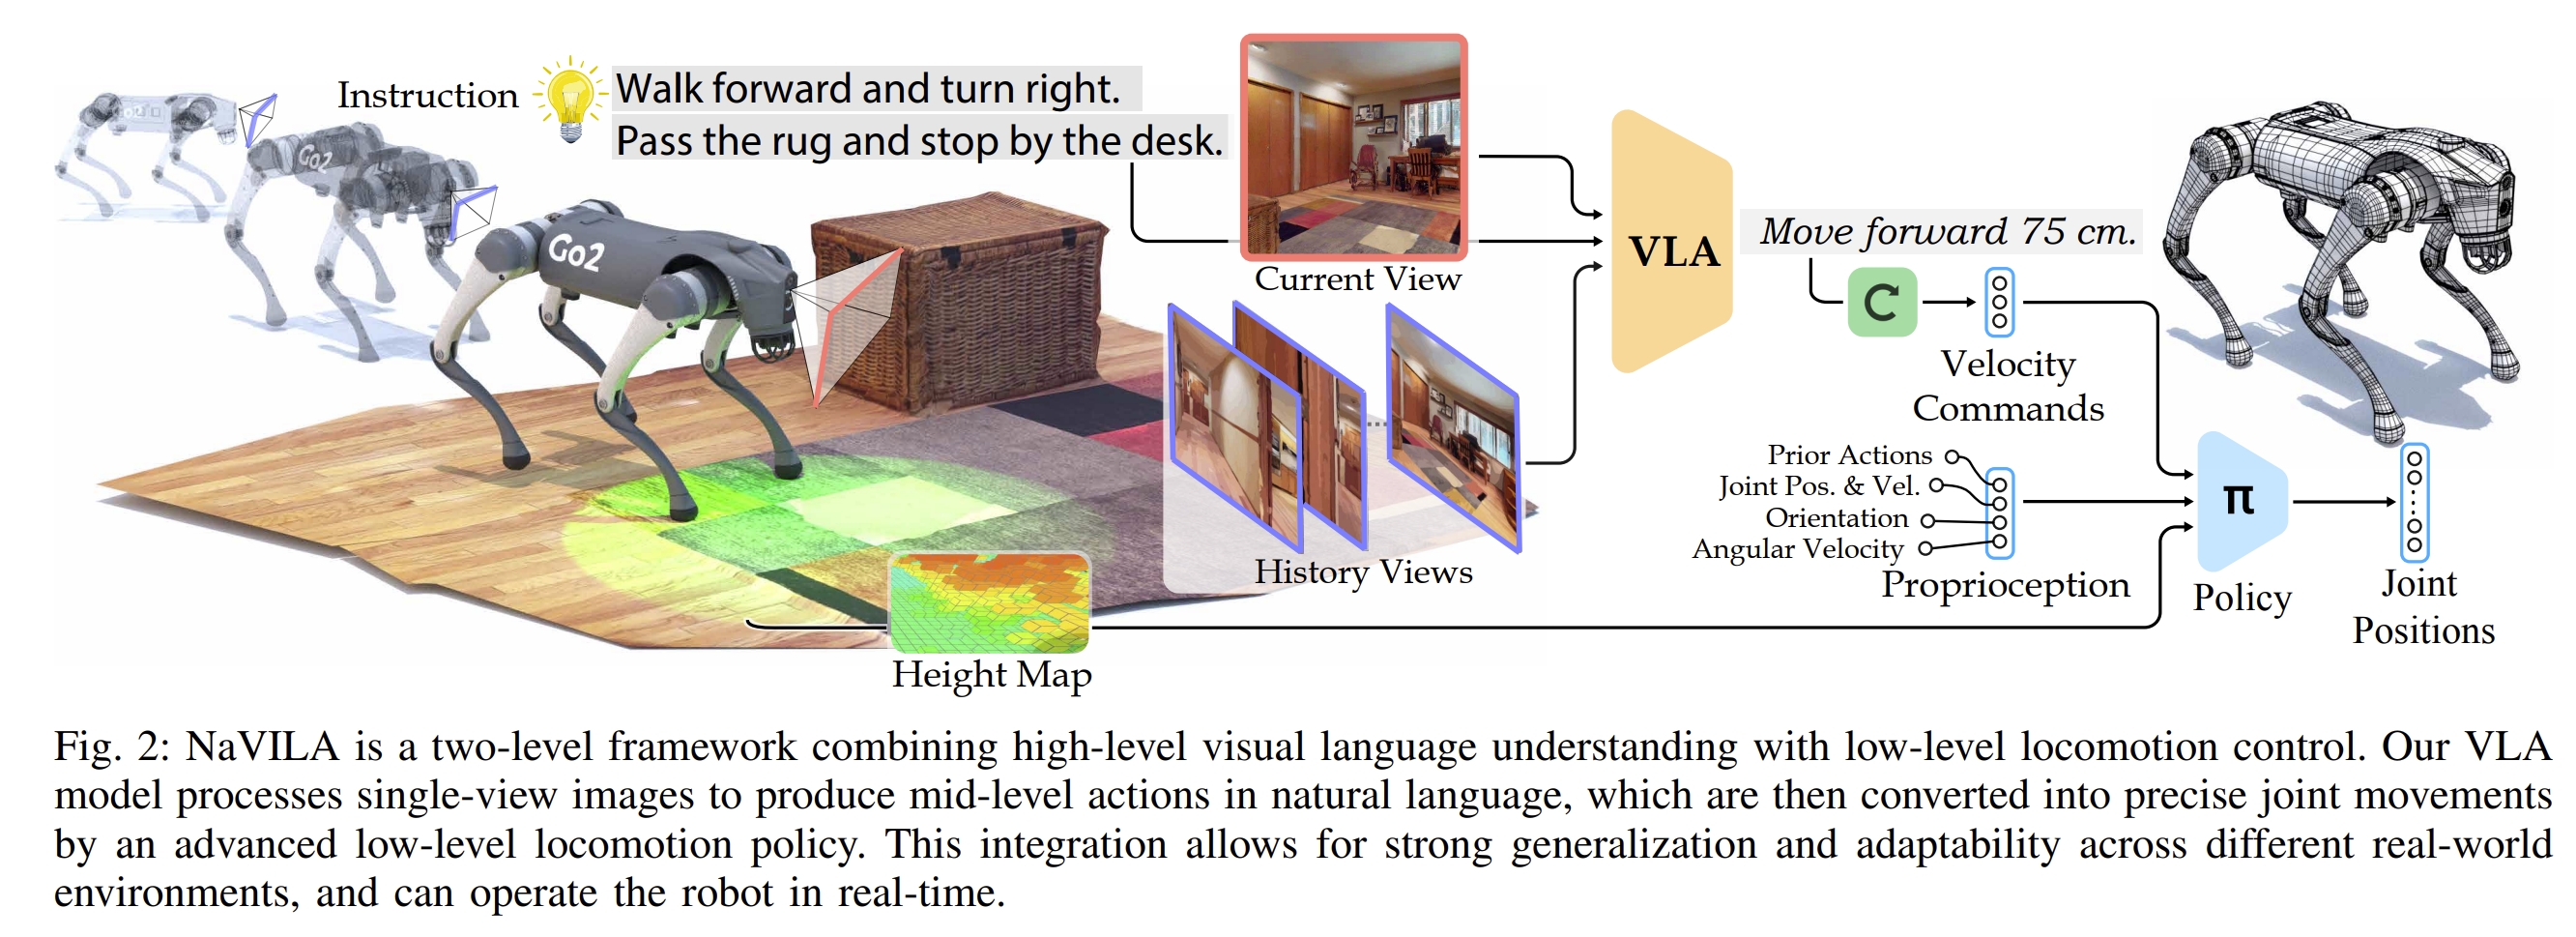 Instruction
Walk forward and turn right.
Pass the rug and stop by the desk.
Go2
Go2
Current View
History Views
Height Map
VLA
Move forward 75 cm.
Velocity
Commands
Prior Actions
Joint Pos. & Vel.
Orientation
Angular Velocity
Proprioception
π
Policy
Joint
Positions
Fig. 2: NaVILA is a two-level framework combining high-level visual language understanding with low-level locomotion control. Our VLA
model processes single-view images to produce mid-level actions in natural language, which are then converted into precise joint movements
by an advanced low-level locomotion policy. This integration allows for strong generalization and adaptability across different real-world
environments, and can operate the robot in real-time.